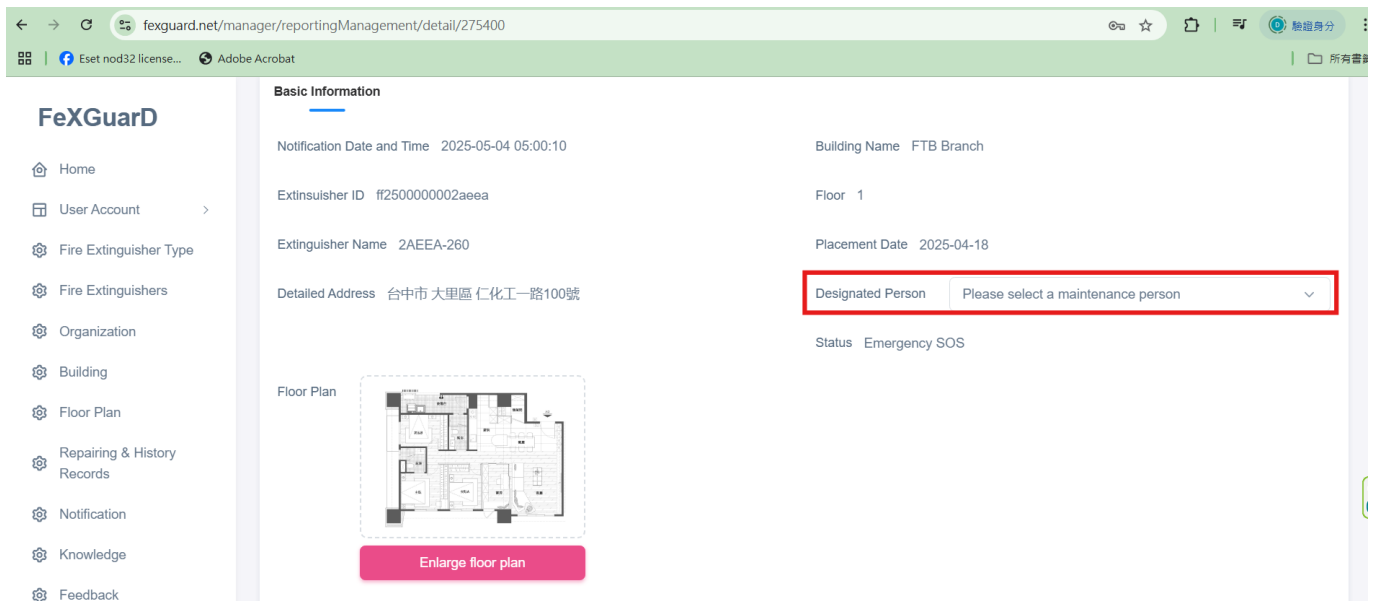 fexguard.net/manager/reportingManagement/detail/275400
驗證身分
Eset nod32 license...
Adobe Acrobat
所有書籤
FeXGuarD
Home
User Account
Fire Extinguisher Type
Fire Extinguishers
Organization
Building
Floor Plan
Repairing & History
Records
Notification
Knowledge
Feedback
Basic Information
Notification Date and Time 2025-05-04 05:00:10
Building Name FTB Branch
Extinsuisher ID ff2500000002aeea
Floor 1
Extinguisher Name 2AEEA-260
Placement Date 2025-04-18
Detailed Address 台中市 大里區 仁化工一路100號
Designated Person Please select a maintenance person
Status Emergency SOS
Floor Plan
Enlarge floor plan